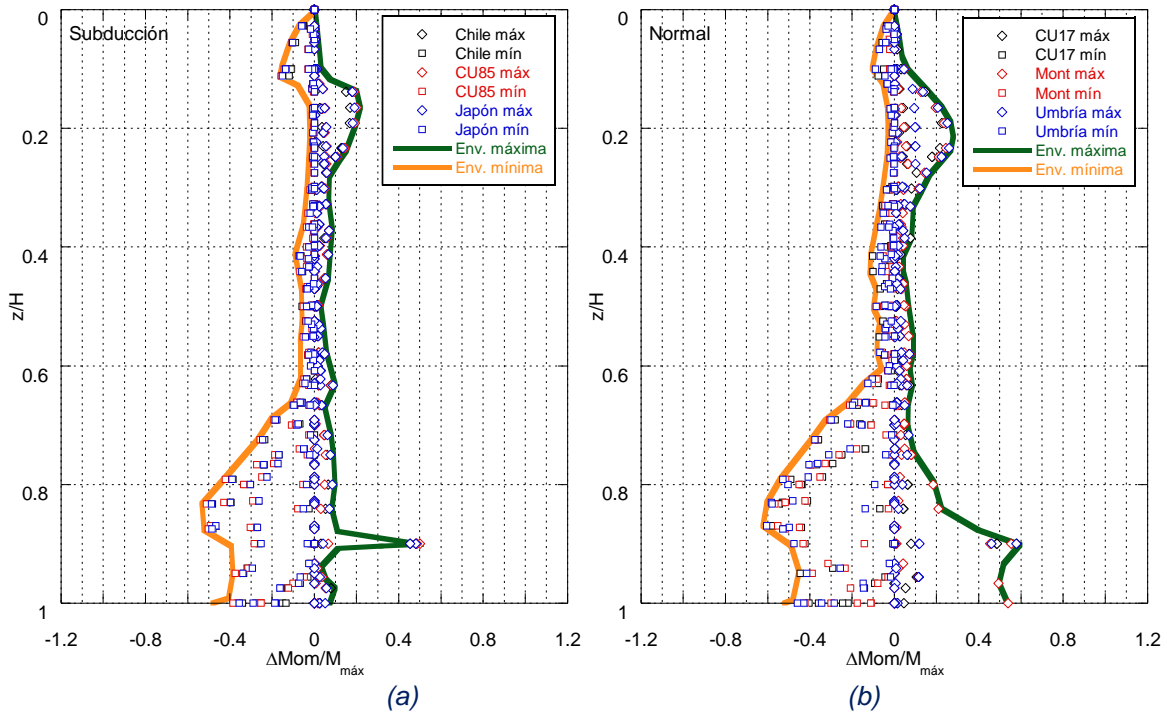 Subducción
Chile máx
Chile mín
CU85 máx
CU85 mín
Japón máx
Japón mín
Env. máxima
Env. mínima
0
0.2
0.4
0.6
0.8
1
z/H
-1.2
-0.8
-0.4
0
0.4
0.8
1.2
ΔMom/Mmáx
(a)
Normal
CU17 máx
CU17 mín
Mont máx
Mont mín
Umbría máx
Umbría mín
Env. máxima
Env. mínima
0
0.2
0.4
0.6
0.8
1
z/H
-1.2
-0.8
-0.4
0
0.4
0.8
1.2
ΔMom/Mmáx
(b)